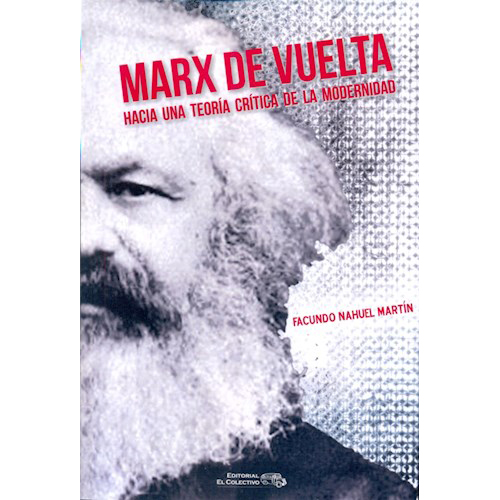 MARX DE VUELTA
HACIA UNA TEORÍA CRÍTICA DE LA MODERNIDAD
FACUNDO NAHUEL MARTÍN
EDITORIAL
EL COLECTIVO